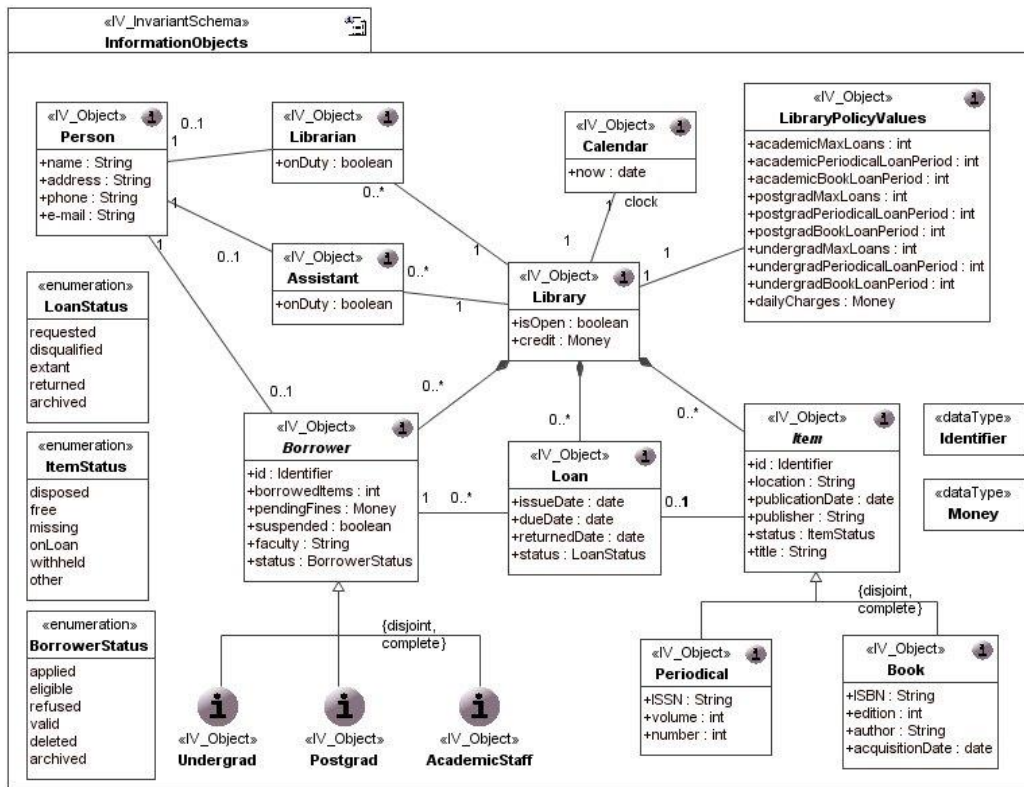 «IV_InvariantSchema»
InformationObjects
«IV_Object»
Person
+name : String
+address : String
+phone : String
+e-mail : String
0..1
1
«IV_Object»
Librarian
+onDuty : boolean
0..*
1
«IV_Object»
Calendar
+now : date
1
clock
1
«IV_Object»
LibraryPolicyValues
+academicMaxLoans : int
+academicPeriodicalLoanPeriod : int
+academicBookLoanPeriod : int
+postgradMaxLoans : int
+postgradPeriodicalLoanPeriod : int
+postgradBookLoanPeriod : int
+undergradMaxLoans : int
+undergradPeriodicalLoanPeriod : int
+undergradBookLoanPeriod : int
+dailyCharges : Money
1
1
1
0..1
«IV_Object»
Assistant
+onDuty : boolean
0..*
1
«IV_Object»
Library
+isOpen : boolean
+credit : Money
«enumeration»
LoanStatus
requested
disqualified
extant
returned
archived
1
0..1
0..*
0..*
0..*
«IV_Object»
Borrower
+id : Identifier
+borrowedItems : int
+pendingFines : Money
+suspended : boolean
+faculty : String
+status : BorrowerStatus
1
0..*
«IV_Object»
Loan
+issueDate : date
+dueDate : date
+returnedDate : date
+status : LoanStatus
0..1
«IV_Object»
Item
+id : Identifier
+location : String
+publicationDate : date
+publisher : String
+status : ItemStatus
+title : String
«dataType»
Identifier
«dataType»
Money
«enumeration»
ItemStatus
disposed
free
missing
onLoan
withheld
other
«enumeration»
BorrowerStatus
applied
eligible
refused
valid
deleted
archived
{disjoint,
complete}
«IV_Object»
Undergrad
«IV_Object»
Postgrad
«IV_Object»
AcademicStaff
{disjoint,
complete}
«IV_Object»
Periodical
+ISSN : String
+volume : int
+number : int
«IV_Object»
Book
+ISBN : String
+edition : int
+author : String
+acquisitionDate : date